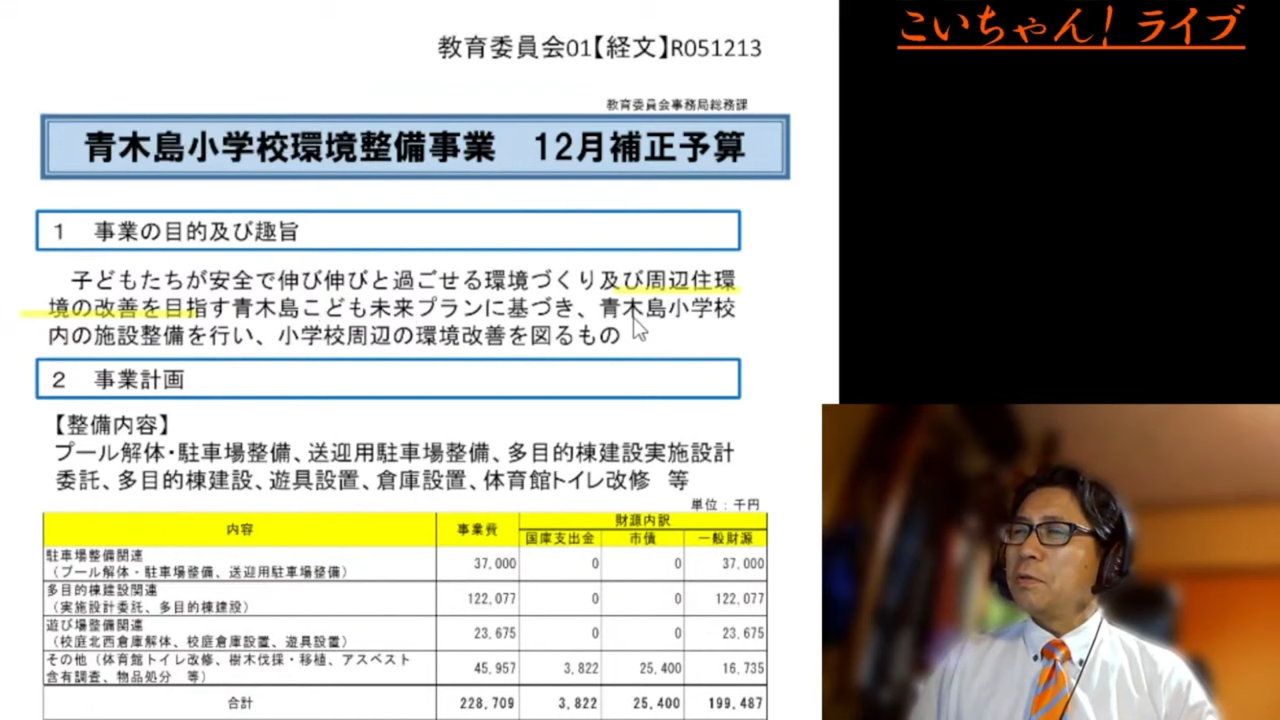 教育委員会01【経文】R051213
こいちゃん！ライブ
教育委員会事務局総務課
青木島小学校環境整備事業　12月補正予算
１　事業の目的及び趣旨
子どもたちが安全で伸び伸びと過ごせる環境づくり及び周辺住環
境の改善を目指す青木島こども未来プランに基づき、青木島小学校
内の施設整備を行い、小学校周辺の環境改善を図るもの
２　事業計画
【整備内容】
プール解体・駐車場整備、送迎用駐車場整備、多目的棟建設実施設計
委託、多目的棟建設、遊具設置、倉庫設置、体育館トイレ改修　等
単位：千円
内容 事業費 財源内訳
国庫支出金 市債 一般財源
駐車場整備関連
（プール解体・駐車場整備、送迎用駐車場整備） 37,000 0 0 37,000
多目的棟建設関連
（実施設計委託、多目的棟建設） 122,077 0 0 122,077
遊び場整備関連
（校庭北西倉庫解体、校庭倉庫設置、遊具設置） 23,675 0 0 23,675
その他（体育館トイレ改修、樹木伐採・移植、アスベスト
含有調査、物品処分　等） 45,957 3,822 25,400 16,735
合計 228,709 3,822 25,400 199,487